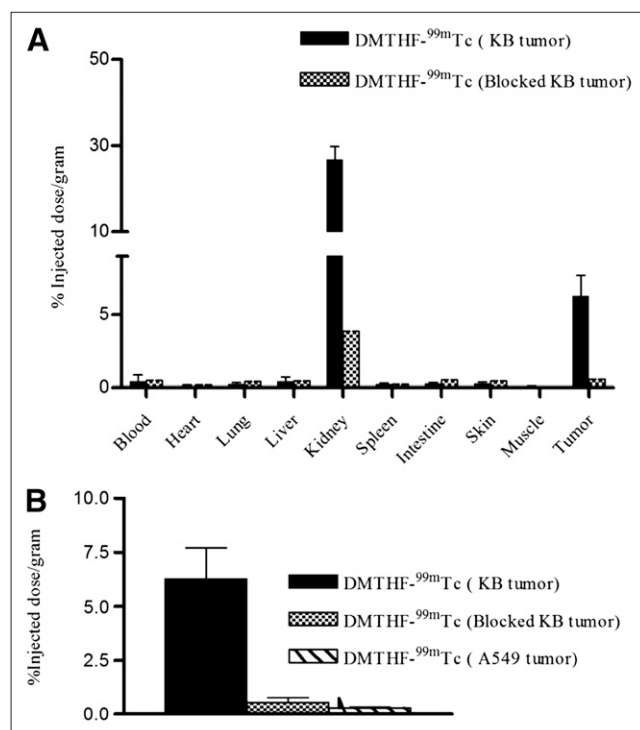 A
DMTHF-99mTc ( KB tumor)
DMTHF-99mTc (Blocked KB tumor)
50
30
10
5
0
% Injected dose/gram
Blood
Heart
Lung
Liver
Kidney
Spleen
Intestine
Skin
Muscle
Tumor
B
10.0
7.5
5.0
2.5
0.0
%Injected dose/gram
DMTHF-99mTc ( KB tumor)
DMTHF-99mTc (Blocked KB tumor)
DMTHF-99mTc ( A549 tumor)